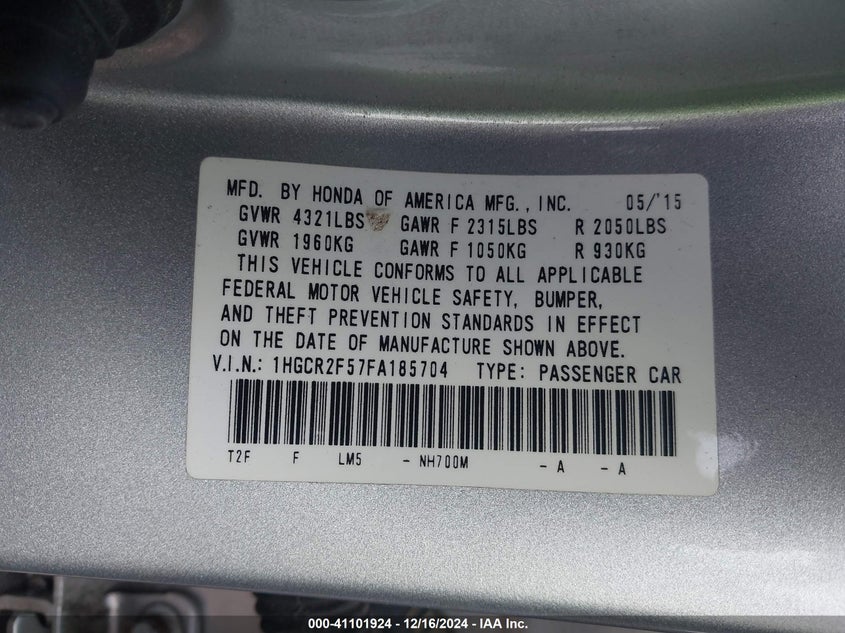 MFD. BY HONDA OF AMERICA MFG., INC. 05/'15
GVWR 4321LBS GAWR F 2315LBS R 2050LBS
GVWR 1960KG GAWR F 1050KG R 930KG
THIS VEHICLE CONFORMS TO ALL APPLICABLE
FEDERAL MOTOR VEHICLE SAFETY, BUMPER,
AND THEFT PREVENTION STANDARDS IN EFFECT
ON THE DATE OF MANUFACTURE SHOWN ABOVE.
V.I.N.: 1HGCR2F57FA185704 TYPE: PASSENGER CAR
T2F F LM5 - NH700M - A - A
000-41101924 - 12/16/2024 - IAA Inc.